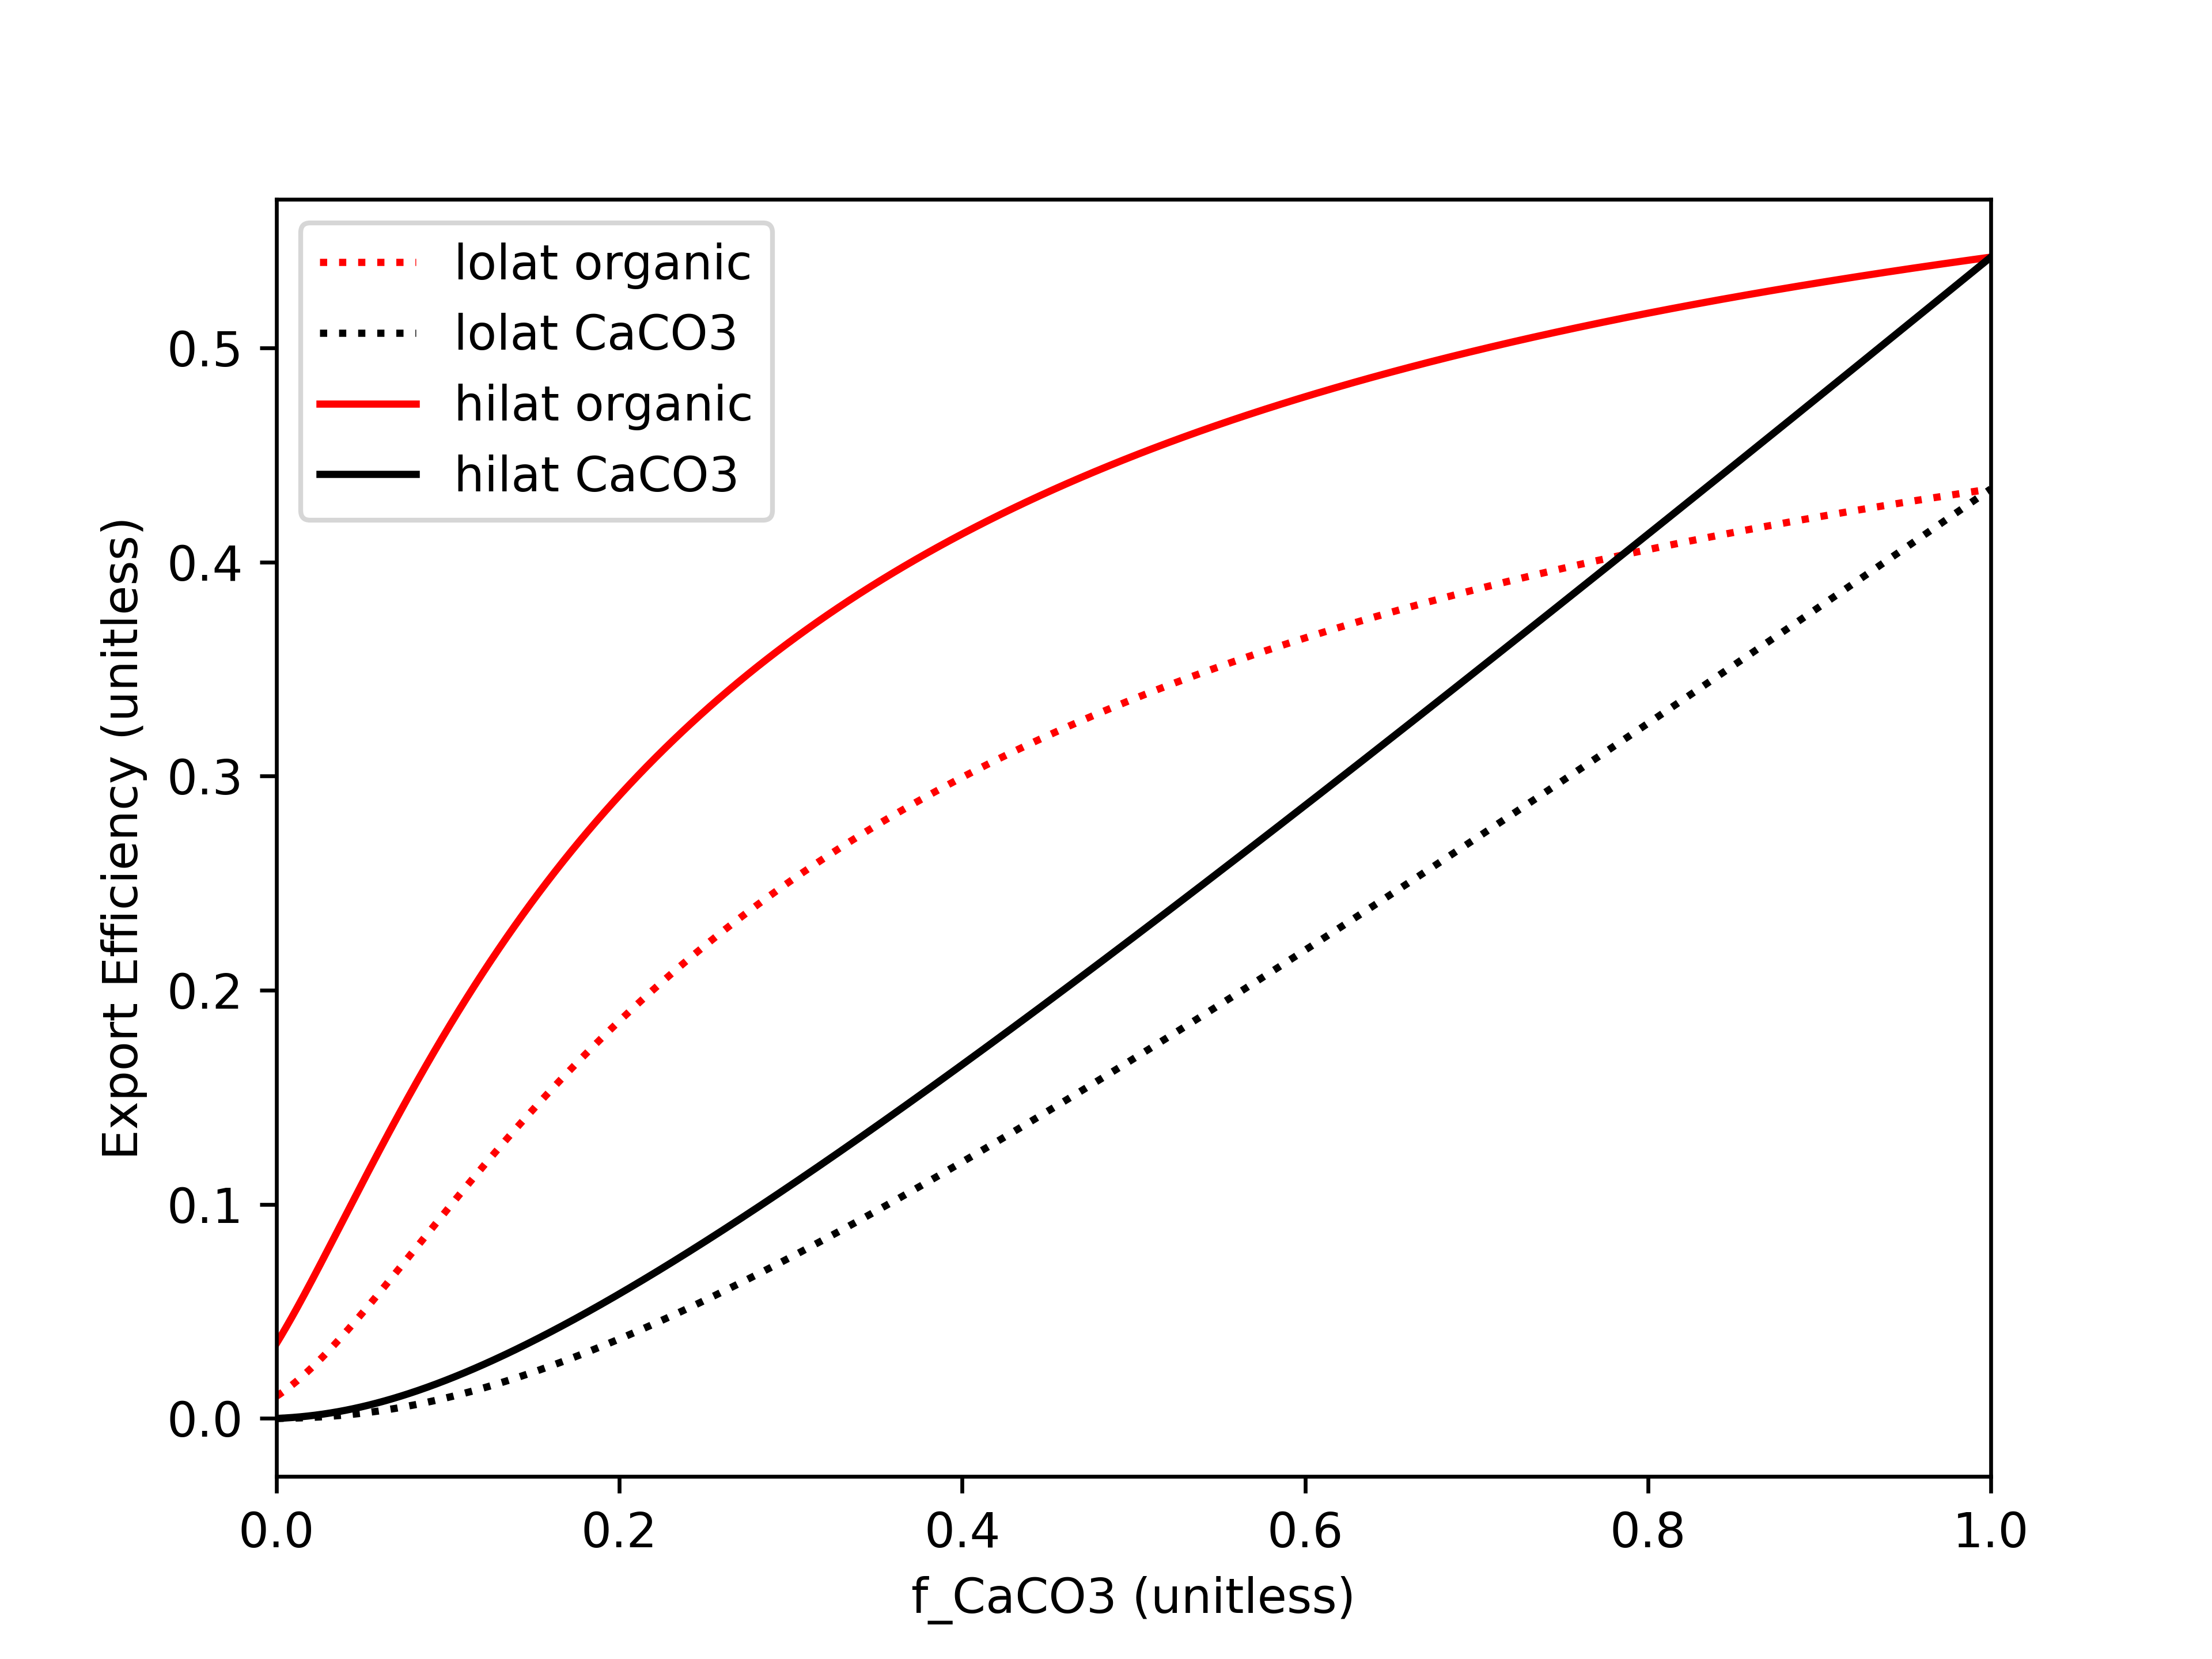 lolat organic
lolat CaCO3
hilat organic
hilat CaCO3
Export Efficiency (unitless)
0.5
0.4
0.3
0.2
0.1
0.0
0.0 0.2 0.4 0.6 0.8 1.0
f_CaCO3 (unitless)